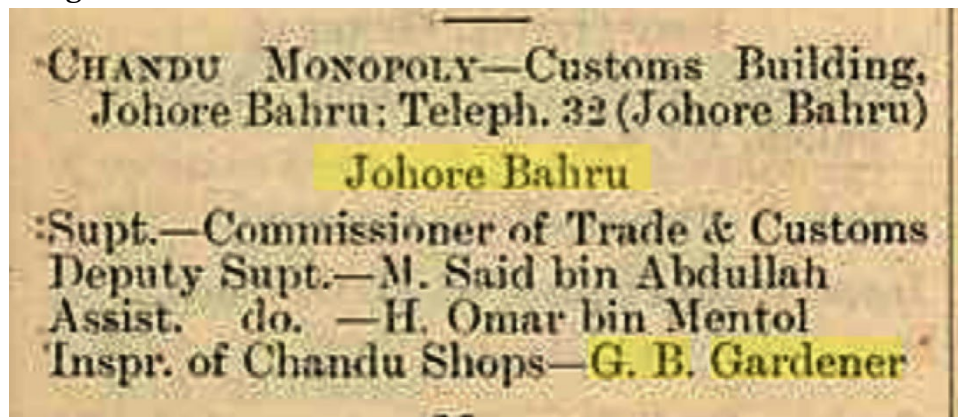 CHANDU MONOPOLY—Customs Building,
Johore Bahru; Teleph. 32 (Johore Bahru)
Johore Bahru
Supt.—Commissioner of Trade & Customs
Deputy Supt.—M. Said bin Abdullah
Assist. do. —H. Omar bin Mentol
Inspr. of Chandu Shops—G. B. Gardener